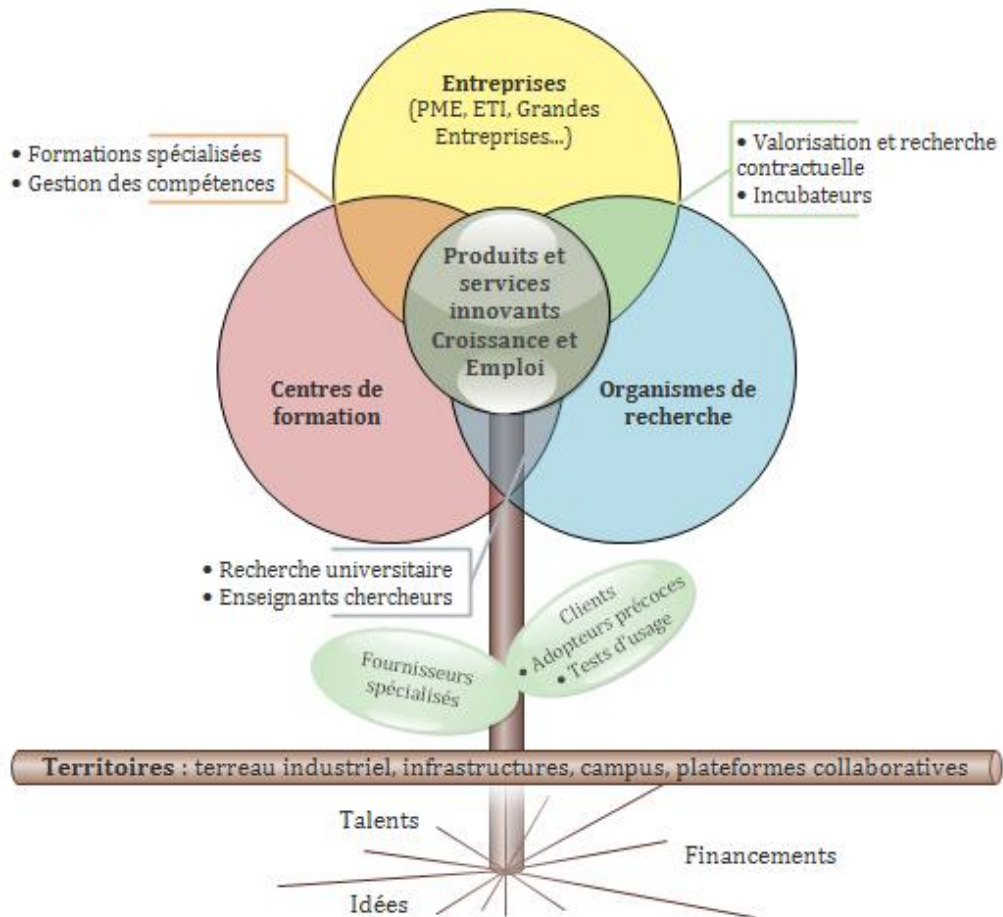 Entreprises
(PME, ETI, Grandes
Entreprises...)
• Formations spécialisées
• Gestion des compétences
• Valorisation et recherche
contractuelle
• Incubateurs
Produits et
services
innovants
Croissance et
Emploi
Centres de
formation
Organismes de
recherche
• Recherche universitaire
• Enseignants chercheurs
Clients
• Adopteurs précoces
• Tests d'usage
Fournisseurs
spécialisés
Territoires : terreau industriel, infrastructures, campus, plateformes collaboratives
Talents
Financements
Idées